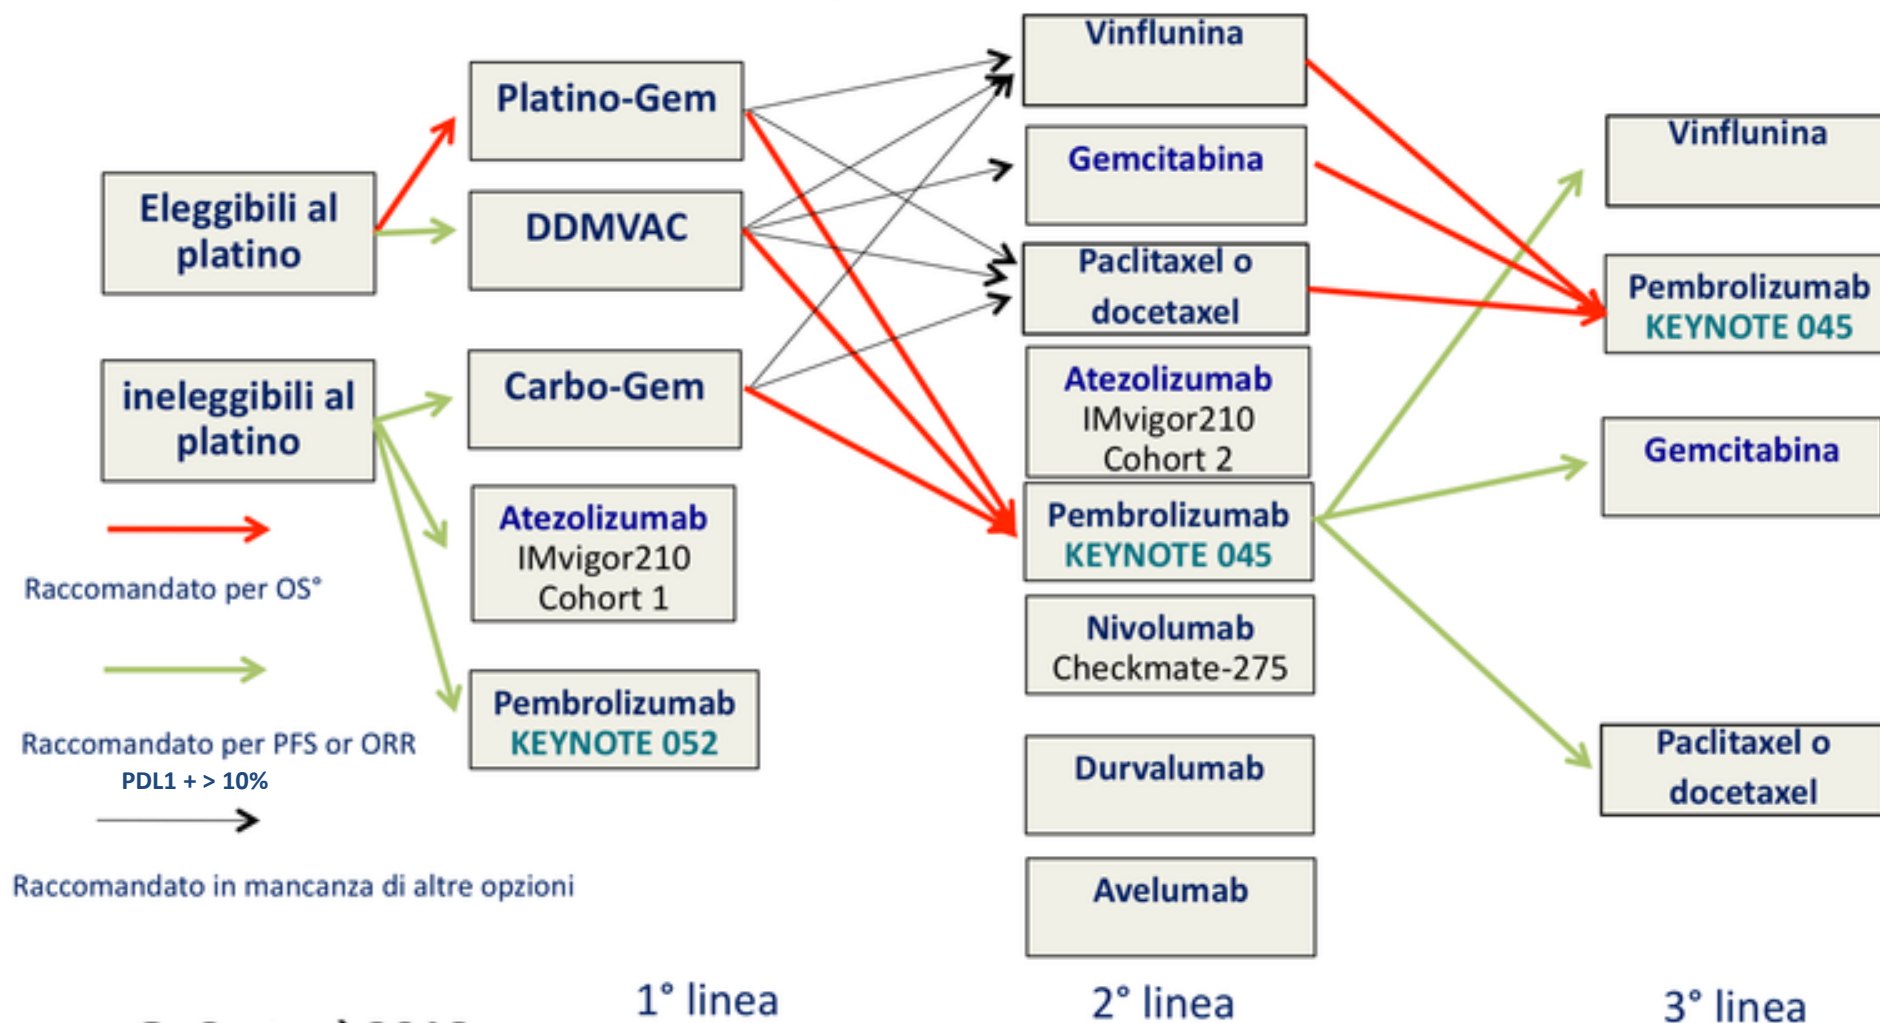 Eleggibili al
platino
ineleggibili al
platino
Raccomandato per OS°
Raccomandato per PFS or ORR
PDL1 + > 10%
Raccomandato in mancanza di altre opzioni
Platino-Gem
DDMVAC
Carbo-Gem
Atezolizumab
IMvigor210
Cohort 1
Pembrolizumab
KEYNOTE 052
1° linea
Vinflunina
Gemcitabina
Paclitaxel o
docetaxel
Atezolizumab
IMvigor210
Cohort 2
Pembrolizumab
KEYNOTE 045
Nivolumab
Checkmate-275
Durvalumab
Avelumab
2° linea
Vinflunina
Pembrolizumab
KEYNOTE 045
Gemcitabina
Paclitaxel o
docetaxel
3° linea